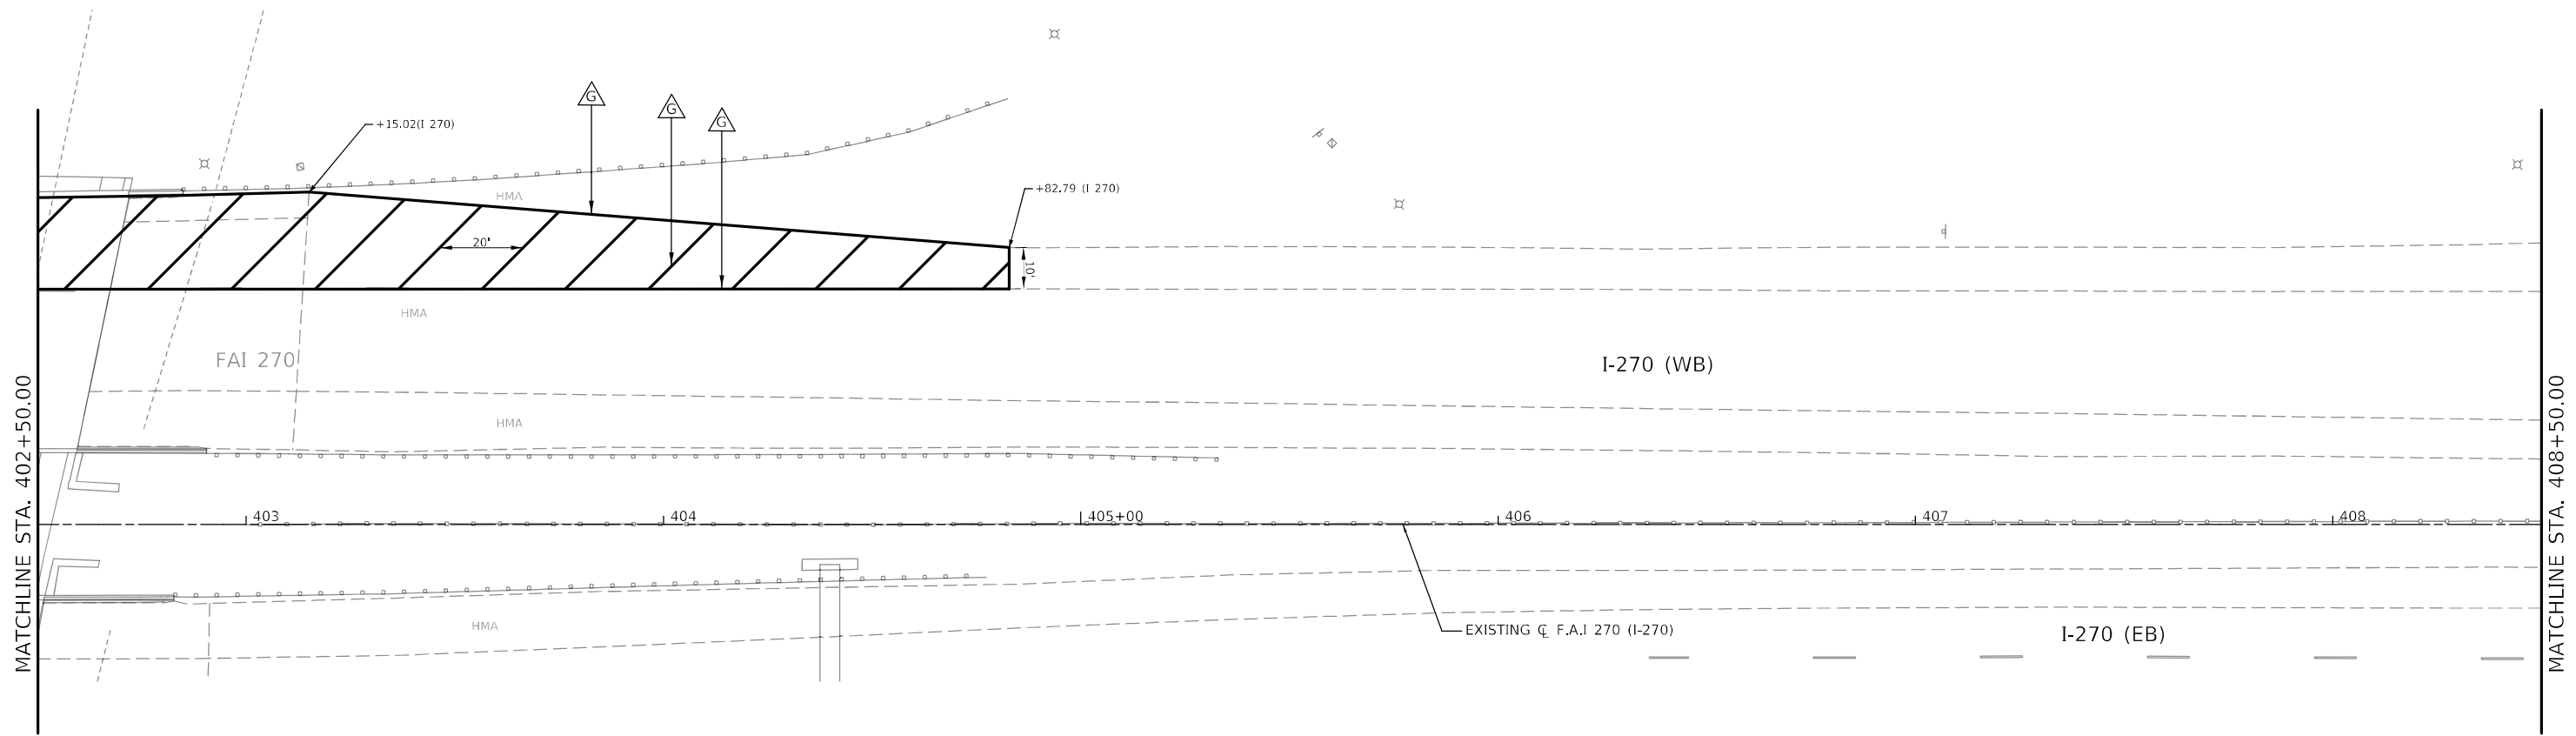 G
G
G
+15.02(I 270)
+82.79 (I 270)
HMA
20'
10'
HMA
FAI 270
I-270 (WB)
HMA
MATCHLINE STA. 402+50.00
MATCHLINE STA. 408+50.00
403
404
405+00
406
407
408
HMA
EXISTING ℄ F.A.I 270 (I-270)
I-270 (EB)